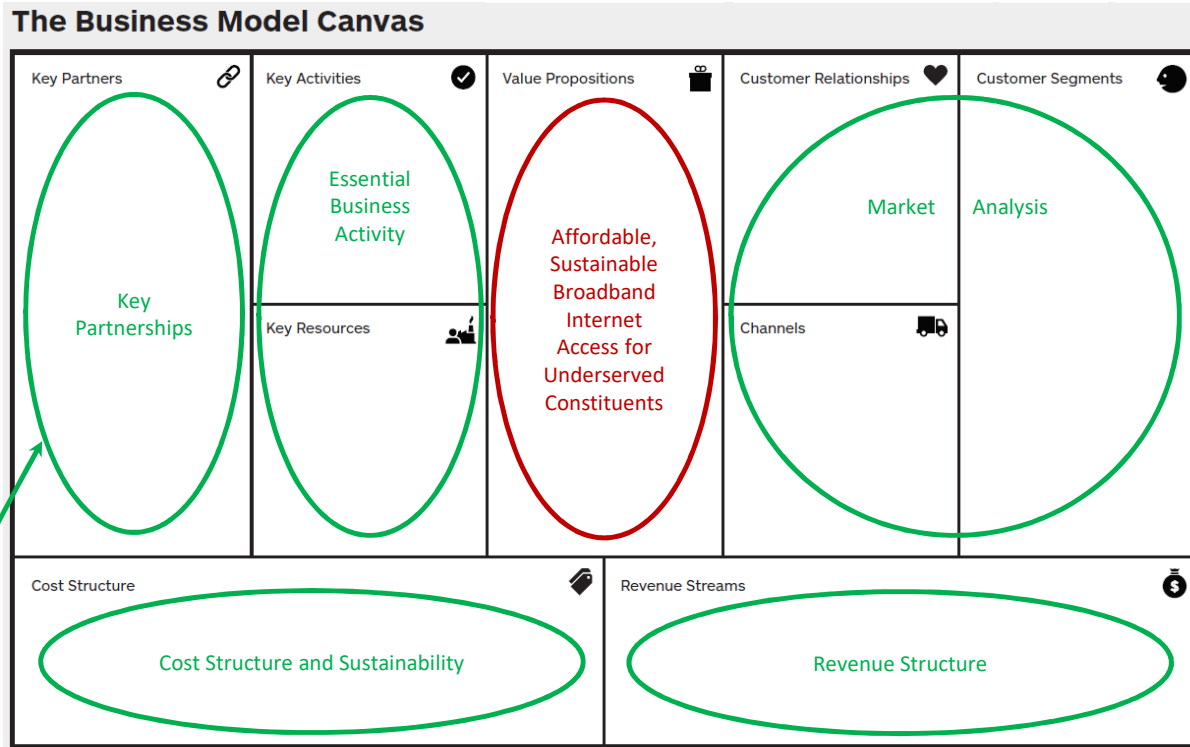 The Business Model Canvas
Key Partners
Key
Partnerships
Key Activities
Essential
Business
Activity
Key Resources
Value Propositions
Affordable,
Sustainable
Broadband
Internet
Access for
Underserved
Constituents
Customer Relationships
Customer Segments
Market Analysis
Channels
Cost Structure
Cost Structure and Sustainability
Revenue Streams
$
Revenue Structure